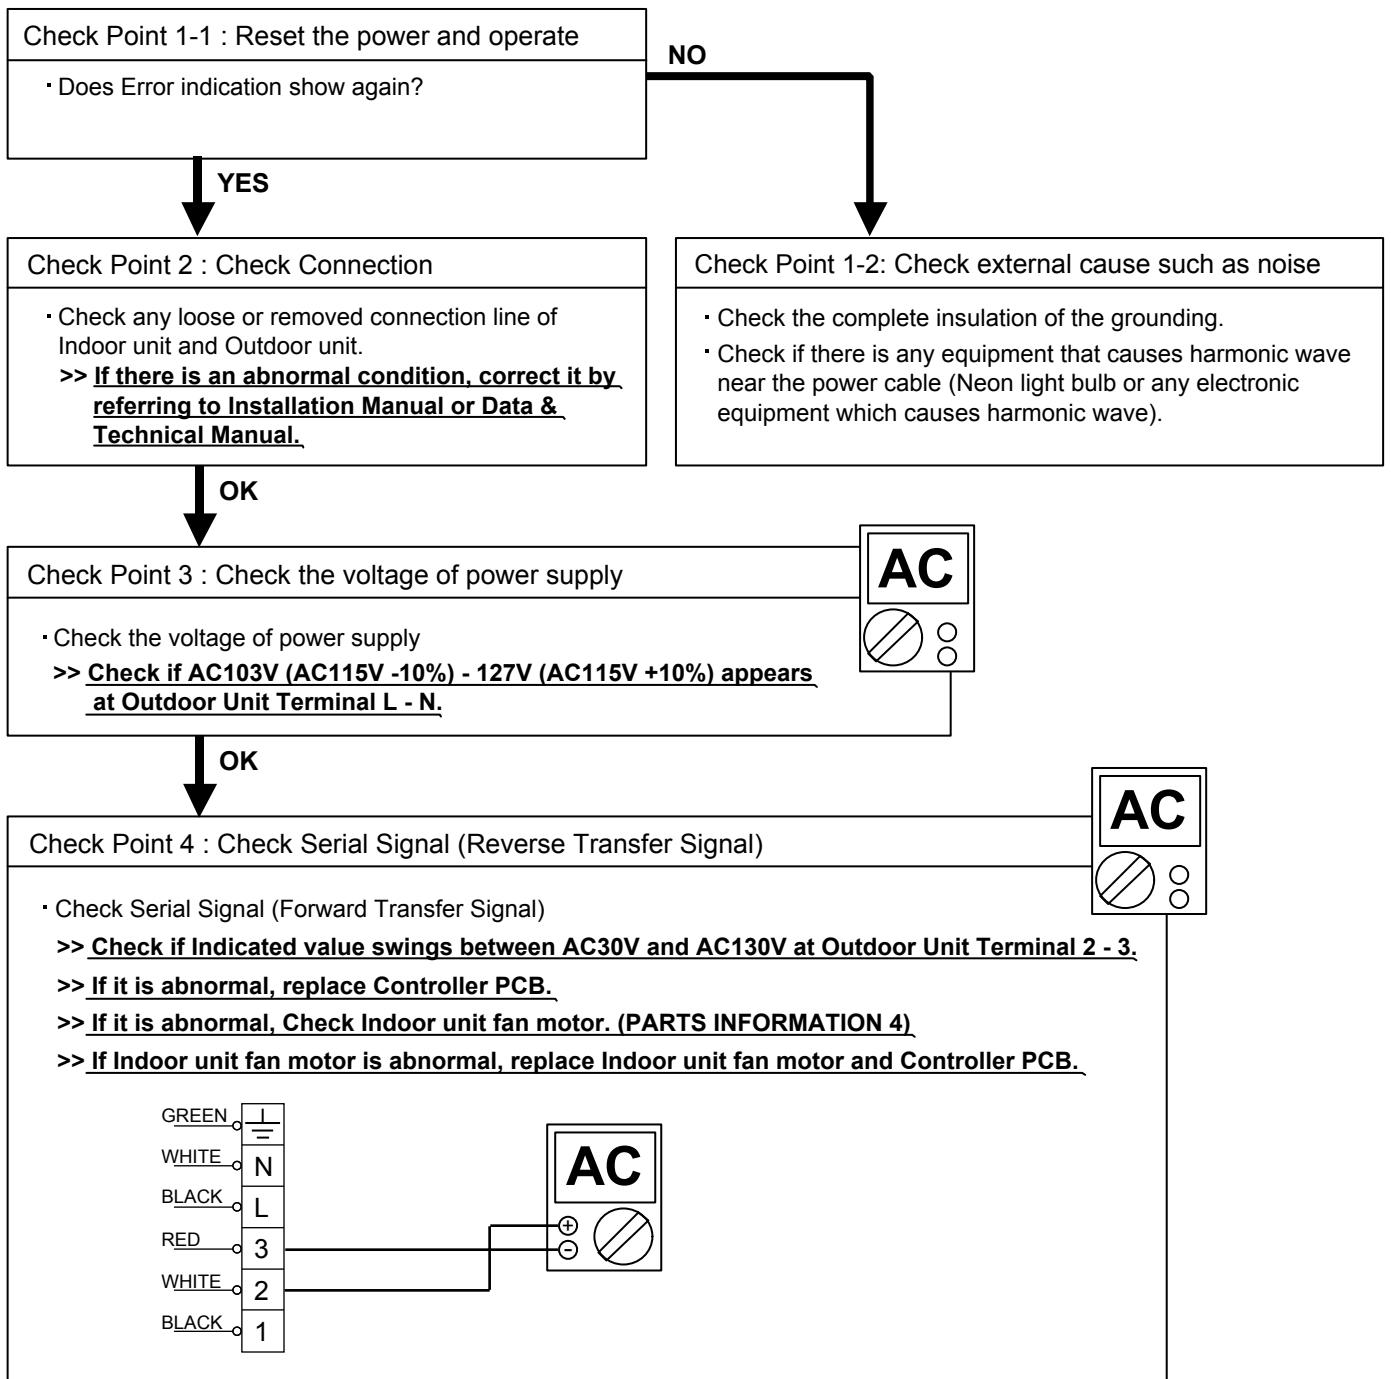 Check Point 1-1 : Reset the power and operate
· Does Error indication show again?
NO
YES
Check Point 2 : Check Connection
· Check any loose or removed connection line of
Indoor unit and Outdoor unit.
>> If there is an abnormal condition, correct it by
referring to Installation Manual or Data &
Technical Manual.
Check Point 1-2: Check external cause such as noise
· Check the complete insulation of the grounding.
· Check if there is any equipment that causes harmonic wave
near the power cable (Neon light bulb or any electronic
equipment which causes harmonic wave).
OK
Check Point 3 : Check the voltage of power supply
AC
· Check the voltage of power supply
>> Check if AC103V (AC115V -10%) - 127V (AC115V +10%) appears
at Outdoor Unit Terminal L - N.
OK
Check Point 4 : Check Serial Signal (Reverse Transfer Signal)
AC
· Check Serial Signal (Forward Transfer Signal)
>> Check if Indicated value swings between AC30V and AC130V at Outdoor Unit Terminal 2 - 3.
>> If it is abnormal, replace Controller PCB.
>> If it is abnormal, Check Indoor unit fan motor. (PARTS INFORMATION 4)
>> If Indoor unit fan motor is abnormal, replace Indoor unit fan motor and Controller PCB.
GREEN
WHITE N
BLACK L
RED 3
WHITE 2
BLACK 1
AC
+
-